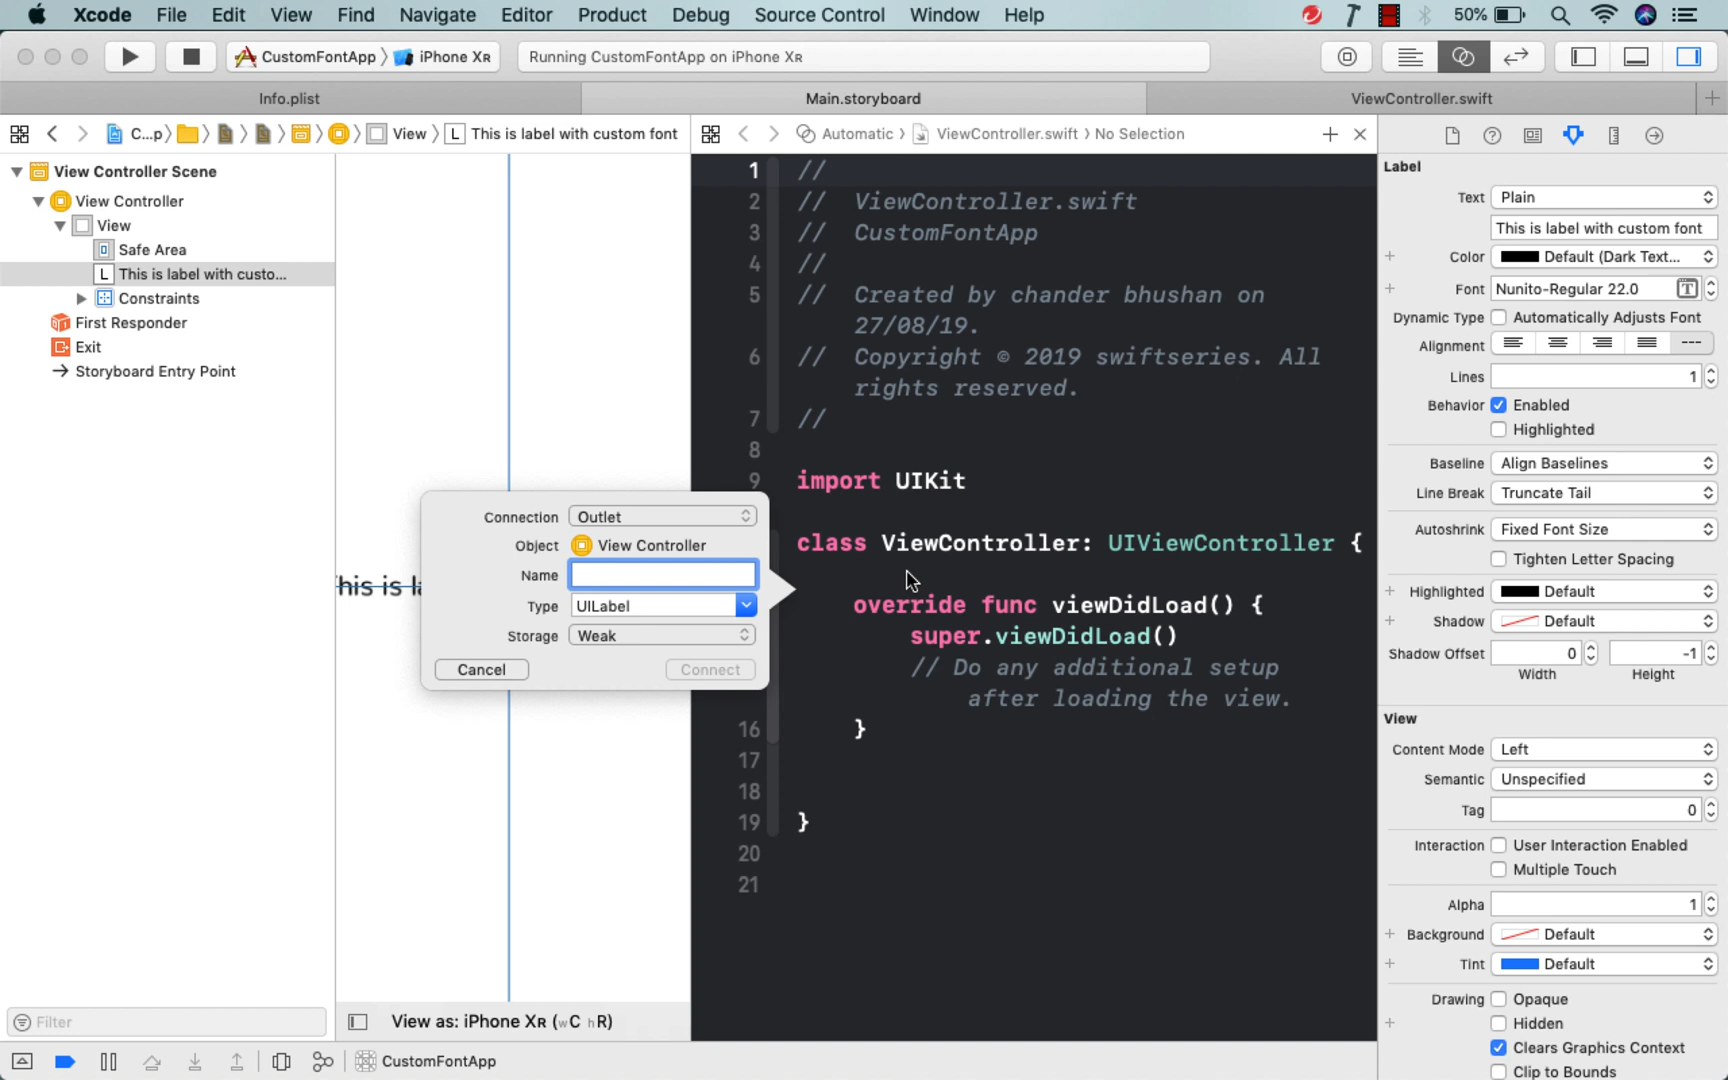 Xcode File Edit View Find Navigate Editor Product Debug Source Control Window Help 50%
CustomFontApp iPhone XR Running CustomFontApp on iPhone XR
Info.plist Main.storyboard ViewController.swift
C...p View L This is label with custom font Automatic ViewController.swift No Selection
View Controller Scene
View Controller
View
Safe Area
L This is label with custo...
Constraints
First Responder
Exit
Storyboard Entry Point
Filter
This is la
View as: iPhone XR (wC hR)
Connection Outlet
Object View Controller
Name
Type UILabel
Storage Weak
Cancel Connect
1 //
2 // ViewController.swift
3 // CustomFontApp
4 //
5 // Created by chander bhushan on
27/08/19.
6 // Copyright © 2019 swiftseries. All
rights reserved.
7 //
8
9 import UIKit
class ViewController: UIViewController {
override func viewDidLoad() {
super.viewDidLoad()
// Do any additional setup
after loading the view.
16 }
17
18
19 }
20
21
Label
Text Plain
This is label with custom font
Color Default (Dark Text...
Font Nunito-Regular 22.0 T
Dynamic Type Automatically Adjusts Font
Alignment
Lines 1
Behavior Enabled
Highlighted
Baseline Align Baselines
Line Break Truncate Tail
Autoshrink Fixed Font Size
Tighten Letter Spacing
Highlighted Default
Shadow Default
Shadow Offset 0 -1
Width Height
View
Content Mode Left
Semantic Unspecified
Tag 0
Interaction User Interaction Enabled
Multiple Touch
Alpha 1
Background Default
Tint Default
Drawing Opaque
Hidden
Clears Graphics Context
Clip to Bounds
CustomFontApp